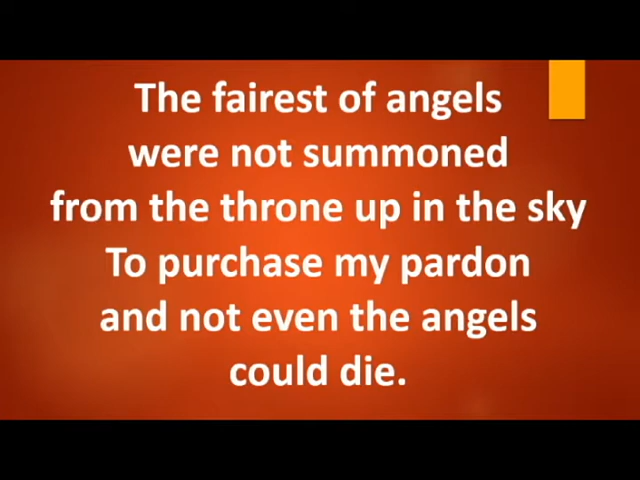 The fairest of angels
were not summoned
from the throne up in the sky
To purchase my pardon
and not even the angels
could die.